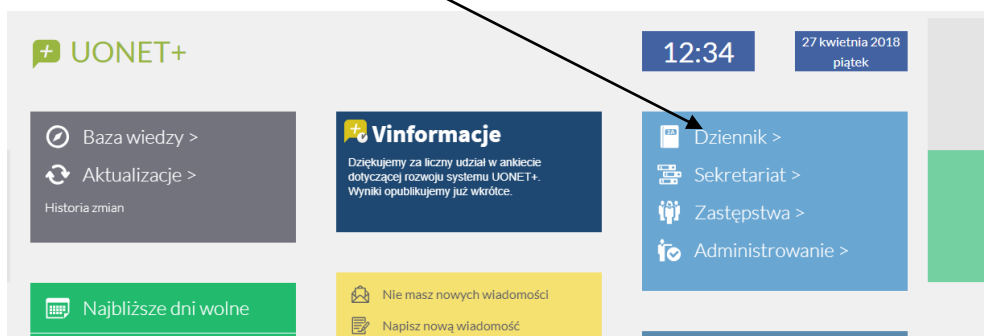 UONET+
12:34
27 kwietnia 2018
piątek
Baza wiedzy >
Aktualizacje >
Historia zmian
Vinformacje
Dziękujemy za liczny udział w ankiecie
dotyczącej rozwoju systemu UONET+.
Wyniki opublikujemy już wkrótce.
Dziennik >
Sekretariat >
Zastępstwa >
Administrowanie >
Najbliższe dni wolne
Nie masz nowych wiadomości
Napisz nową wiadomość